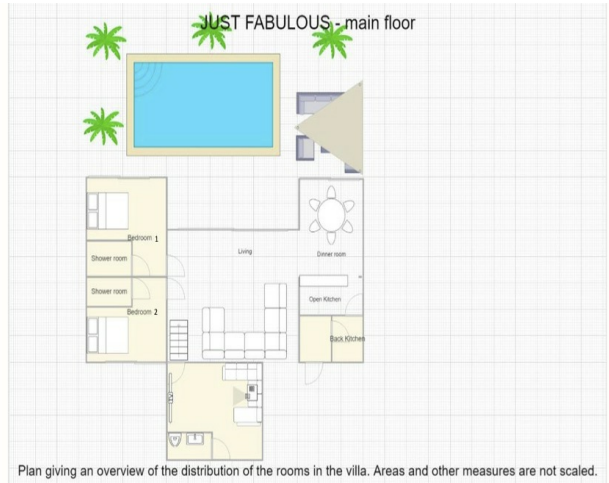 JUST FABULOUS - main floor
Bedroom 1
Living
Dinner room
Shower room
Shower room
Open Kitchen
Bedroom 2
Back Kitchen
Plan giving an overview of the distribution of the rooms in the villa. Areas and other measures are not scaled.